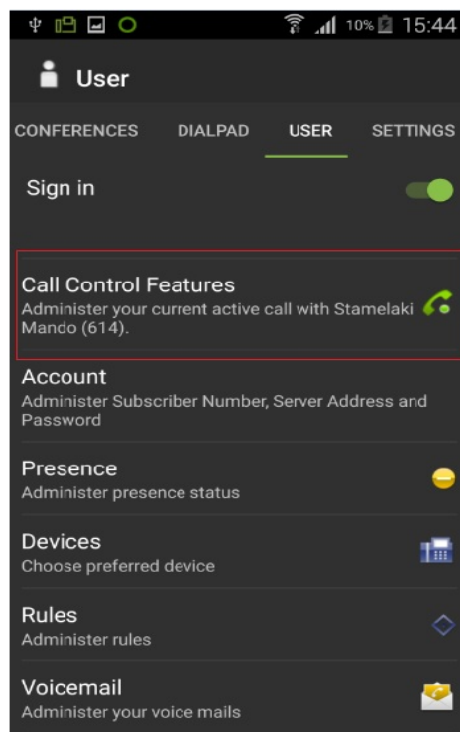 10% 15:44
User
CONFERENCES DIALPAD USER SETTINGS
Sign in
Call Control Features
Administer your current active call with Stamelaki
Mando (614).
Account
Administer Subscriber Number, Server Address and
Password
Presence
Administer presence status
Devices
Choose preferred device
Rules
Administer rules
Voicemail
Administer your voice mails